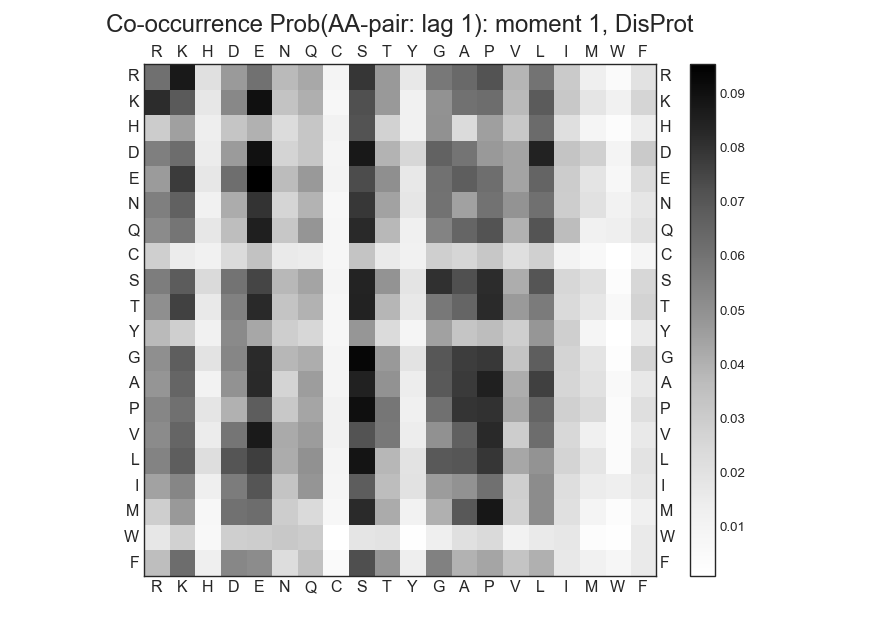 Co-occurrence Prob(AA-pair: lag 1): moment 1, DisProt
R K H D E N Q C S T Y G A P V L I M W F
R R
K K
0.09
H H
D D
0.08
E E
N N
0.07
Q Q
C C
0.06
S S
T T
0.05
Y Y
G G
0.04
A A
P P
0.03
V V
L L
0.02
I I
M M
0.01
W W
F F
R K H D E N Q C S T Y G A P V L I M W F